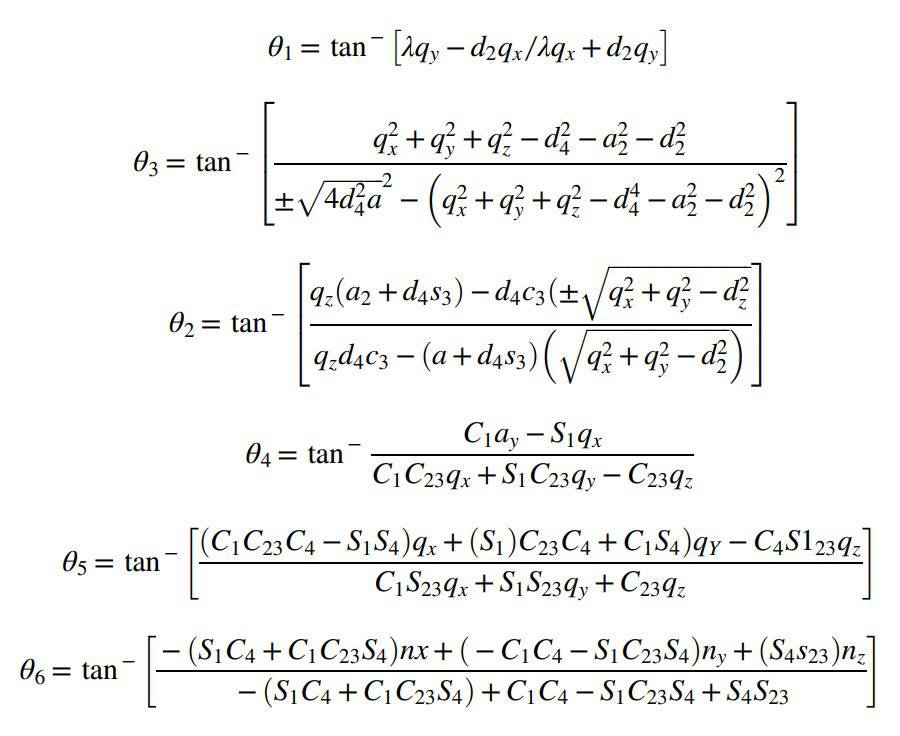 θ₁ = tan⁻ [λq_y − d₂q_x/λq_x + d₂q_y]
θ₃ = tan⁻ [(q_x² + q_y² + q_z² − d₄² − a₂² − d₂²) / (±√(4d₄²a)² − (q_x² + q_y² + q_z² − d₄⁴ − a₂² − d₂²)²)]
θ₂ = tan⁻ [(q_z(a₂ + d₄s₃) − d₄c₃(±√(q_x² + q_y² − d_z²)) / (q_zd₄c₃ − (a + d₄s₃)(√(q_x² + q_y² − d₂²)))]
θ₄ = tan⁻ (C₁a_y − S₁q_x) / (C₁C₂₃q_x + S₁C₂₃q_y − C₂₃q_z)
θ₅ = tan⁻ [((C₁C₂₃C₄ − S₁S₄)q_x + (S₁)C₂₃C₄ + C₁S₄)q_Y − C₄S1₂₃q_z) / (C₁S₂₃q_x + S₁S₂₃q_y + C₂₃q_z)]
θ₆ = tan⁻ [(−(S₁C₄ + C₁C₂₃S₄)nx + (−C₁C₄ − S₁C₂₃S₄)n_y + (S₄s₂₃)n_z) / (−(S₁C₄ + C₁C₂₃S₄) + C₁C₄ − S₁C₂₃S₄ + S₄S₂₃)]